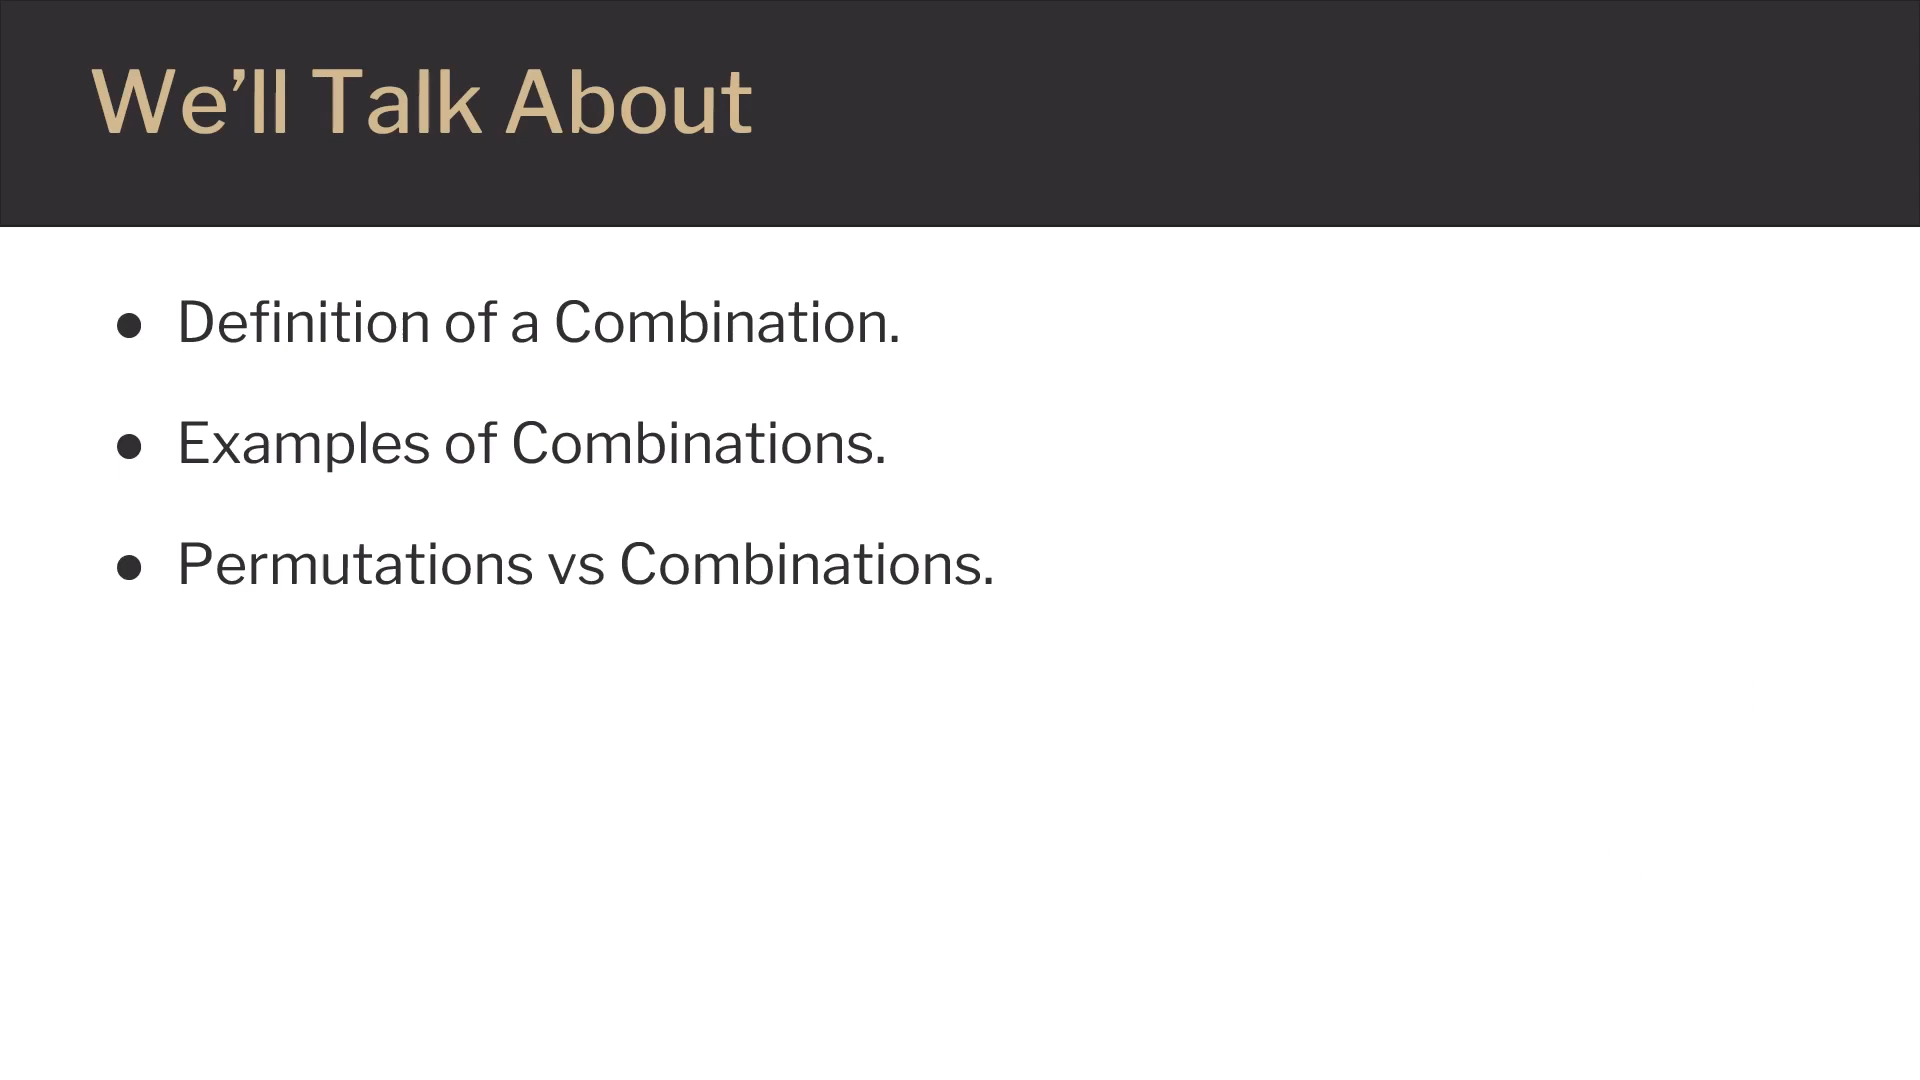 We’ll Talk About
● Definition of a Combination.
● Examples of Combinations.
● Permutations vs Combinations.